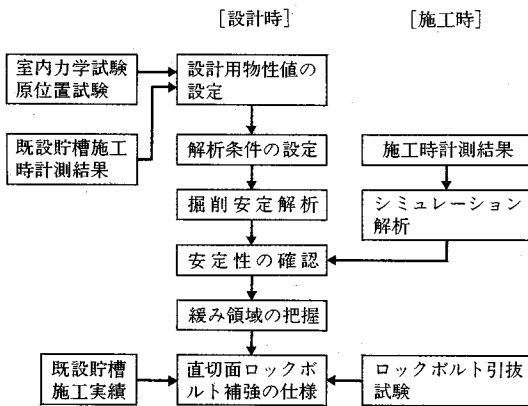 [設計時]
[施工時]
室内力学試験
原位置試験
設計用物性値の
設定
既設貯槽施工
時計測結果
解析条件の設定
施工時計測結果
掘削安定解析
シミュレーション
解析
安定性の確認
緩み領域の把握
既設貯槽
施工実績
直切面ロックボ
ルト補強の仕様
ロックボルト引抜
試験